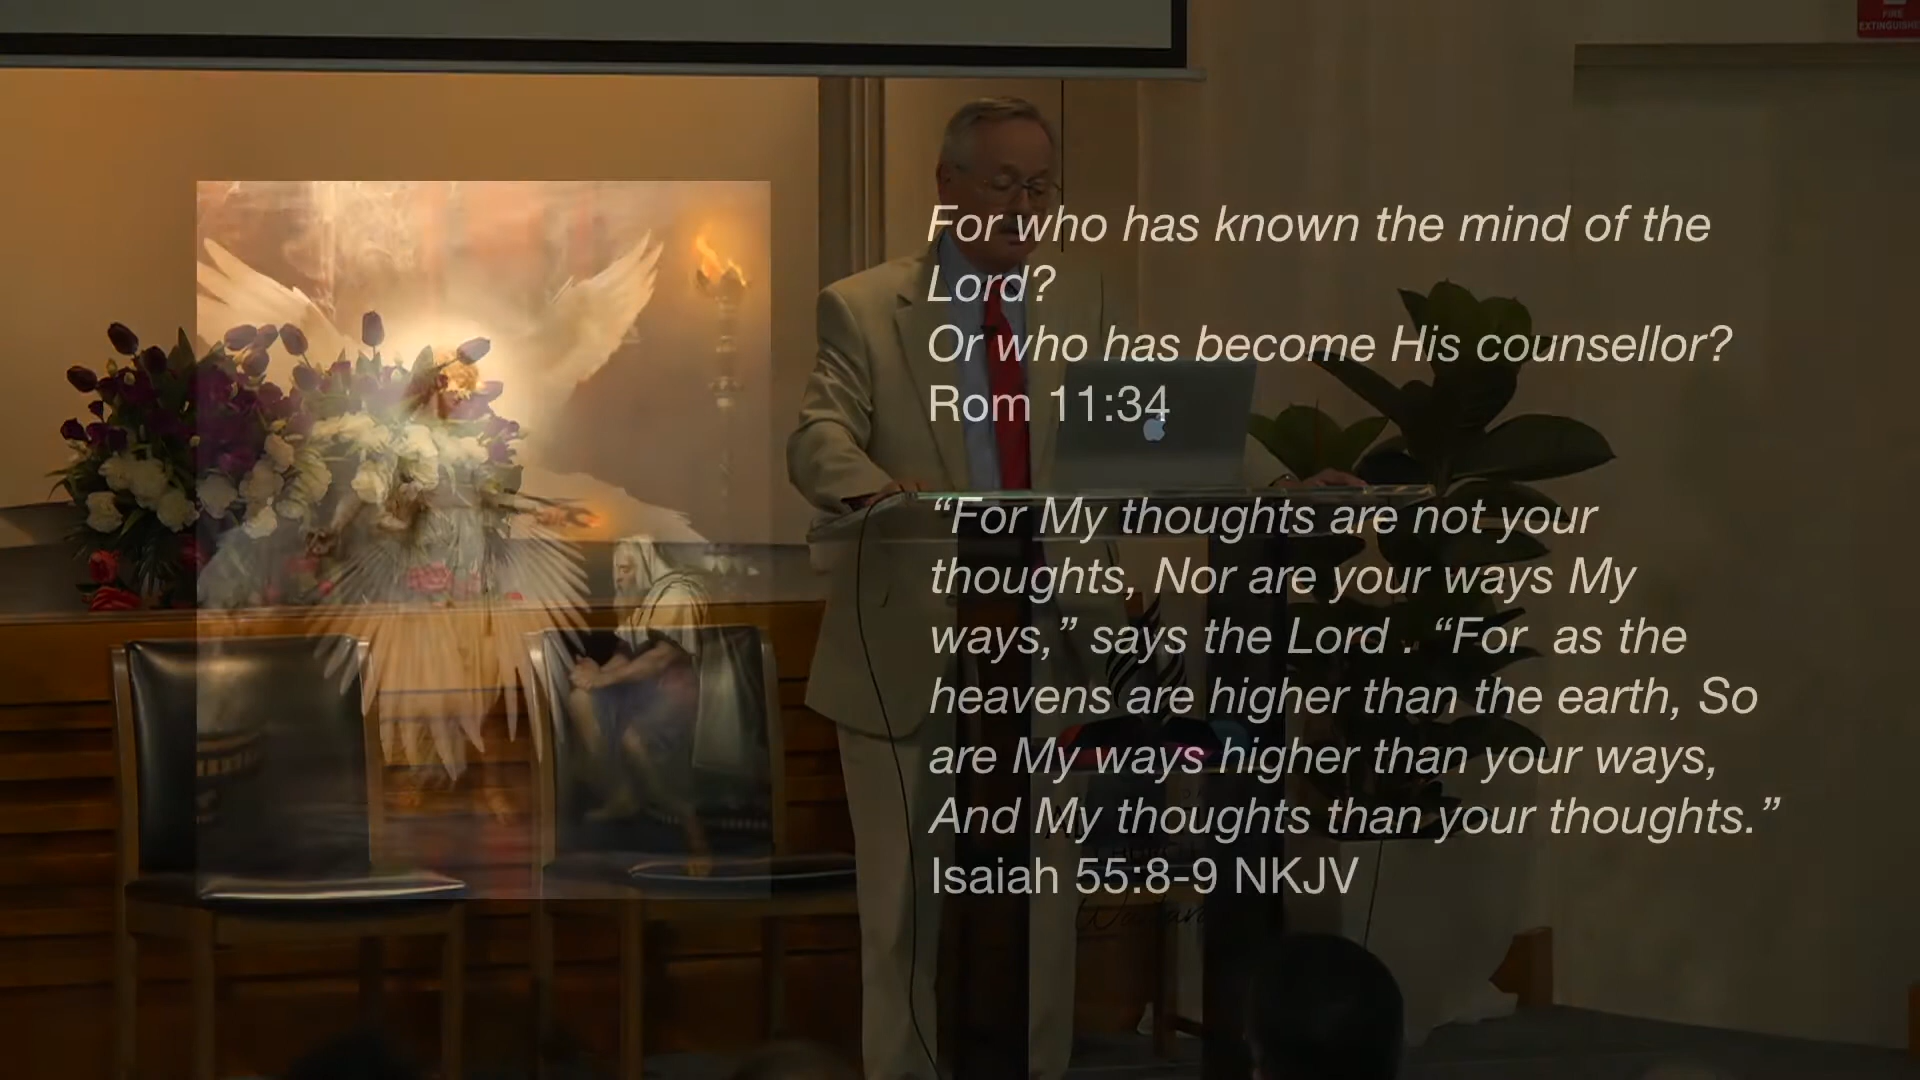 FIRE
EXTINGUISHER
For who has known the mind of the
Lord?
Or who has become His counsellor?
Rom 11:34
“For My thoughts are not your
thoughts, Nor are your ways My
ways,” says the Lord . “For  as the
heavens are higher than the earth, So
are My ways higher than your ways,
And My thoughts than your thoughts.”
Isaiah 55:8-9 NKJV